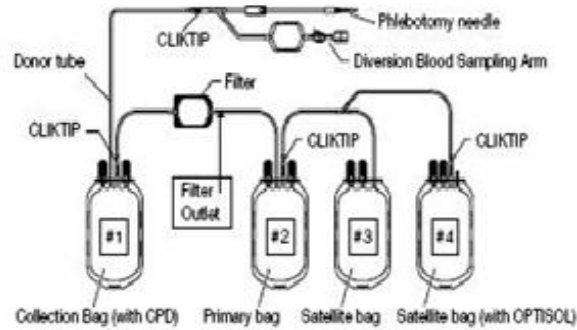 Phlebotomy needle
CLIKTIP
Diversion Blood Sampling Arm
Donor tube
Filter
CLIKTIP
CLIKTIP
CLIKTIP
Filter
Outlet
#1
#2
#3
#4
Collection Bag (with CPD)
Primary bag
Satellite bag
Satellite bag (with OPTISOL)